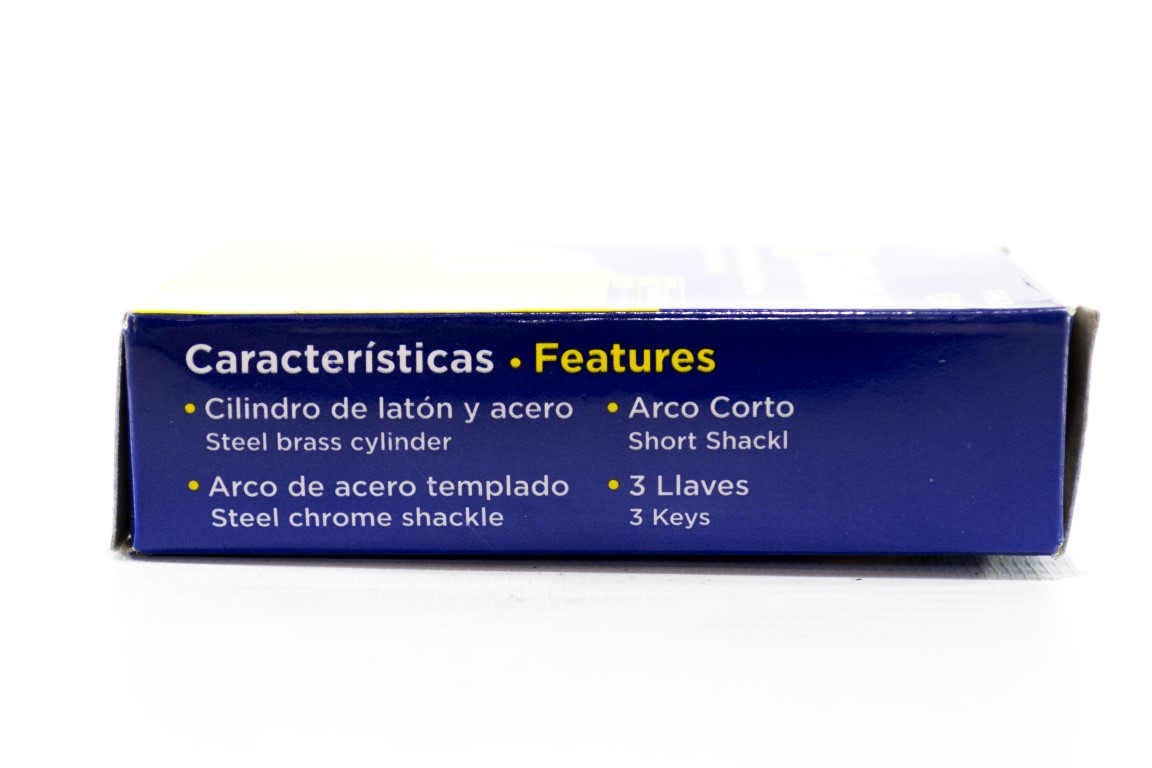 Características • Features
• Cilindro de latón y acero
Steel brass cylinder
• Arco de acero templado
Steel chrome shackle
• Arco Corto
Short Shackl
• 3 Llaves
3 Keys